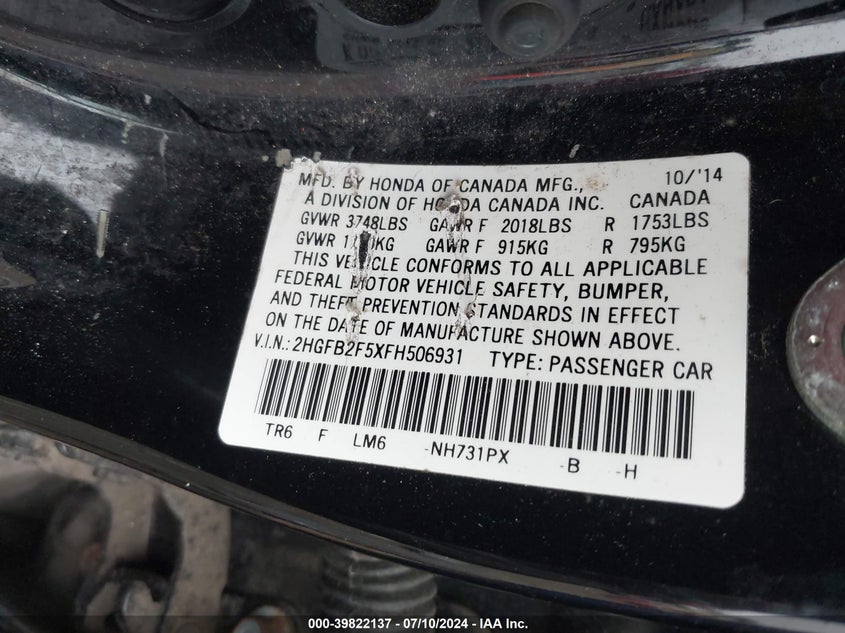 MFD. BY HONDA OF CANADA MFG., 10/'14
A DIVISION OF HONDA CANADA INC. CANADA
GVWR 3748LBS GAWR F 2018LBS R 1753LBS
GVWR KG GAWR F 915KG R 795KG
THIS VEHICLE CONFORMS TO ALL APPLICABLE
FEDERAL MOTOR VEHICLE SAFETY, BUMPER,
AND THEFT PREVENTION STANDARDS IN EFFECT
ON THE DATE OF MANUFACTURE SHOWN ABOVE.
V.I.N.: 2HGFB2F5XFH506931 TYPE: PASSENGER CAR
TR6 F LM6 -NH731PX -B -H
000-39822137 - 07/10/2024 - IAA Inc.